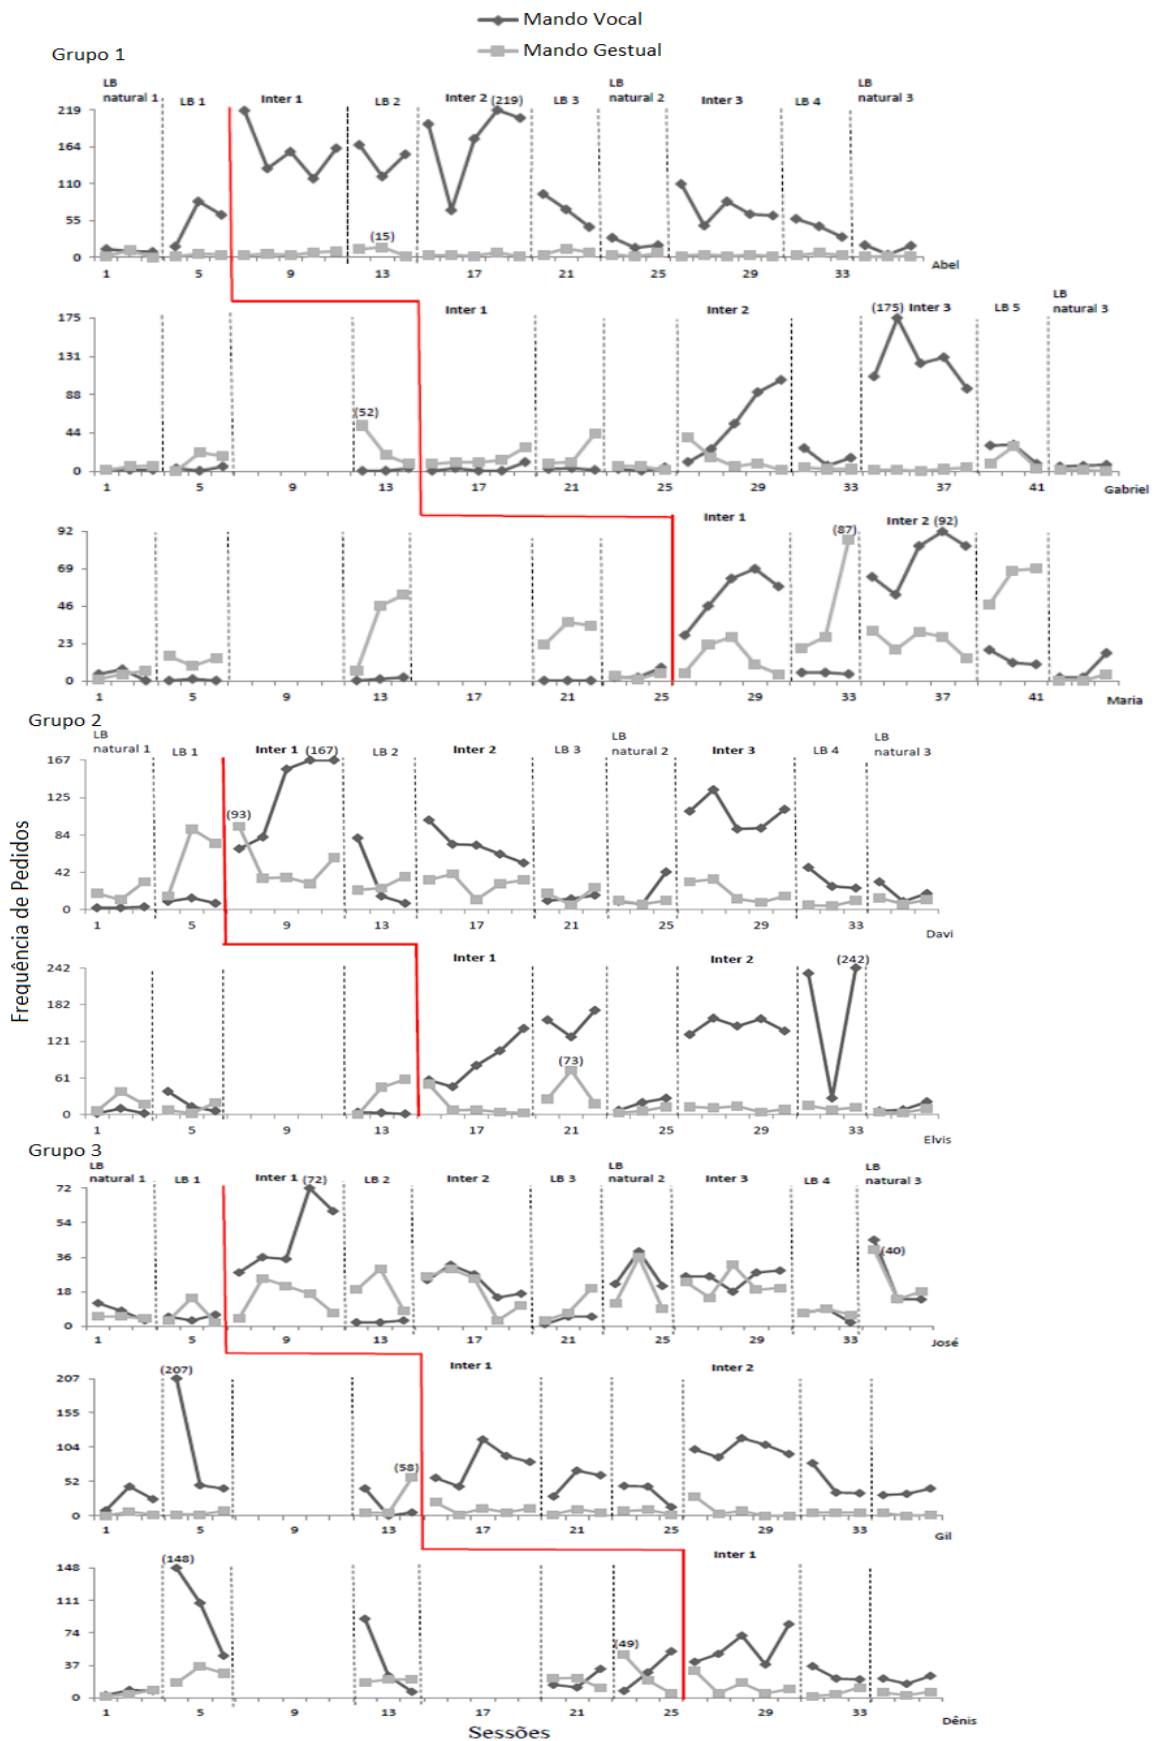 Mando Vocal
Mando Gestual
Grupo 1
LB natural 1
LB 1
Inter 1
LB 2
Inter 2 (219)
LB 3
LB natural 2
Inter 3
LB 4
LB natural 3
219
164
110
55
0
(15)
1 5 9 13 17 21 25 29 33
Abel
Inter 1
Inter 2
(175) Inter 3
LB 5
LB natural 3
175
131
88
44
0
(52)
1 5 9 13 17 21 25 29 33 37 41
Gabriel
Inter 1
(87)
Inter 2 (92)
92
69
46
23
0
1 5 9 13 17 21 25 29 33 37 41
Maria
Grupo 2
LB natural 1
LB 1
Inter 1 (167)
LB 2
Inter 2
LB 3
LB natural 2
Inter 3
LB 4
LB natural 3
167
125
84
42
0
(93)
1 5 9 13 17 21 25 29 33
Davi
Frequência de Pedidos
Inter 1
Inter 2
(242)
242
182
121
61
0
(73)
1 5 9 13 17 21 25 29 33
Elvis
Grupo 3
LB natural 1
LB 1
Inter 1 (72)
LB 2
Inter 2
LB 3
LB natural 2
Inter 3
LB 4
LB natural 3
72
54
36
18
0
(40)
1 5 9 13 17 21 25 29 33
José
(207)
Inter 1
Inter 2
207
155
104
52
0
(58)
1 5 9 13 17 21 25 29 33
Gil
(148)
Inter 1
148
111
74
37
0
(49)
1 5 9 13 17 21 25 29 33
Dênis
Sessões